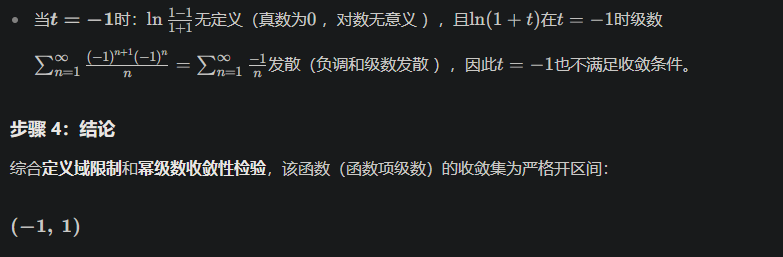 • 当t = −1时：ln $\frac{1-1}{1+1}$无定义（真数为0，对数无意义），且ln(1 + t)在t = −1时级数
$\sum_{n=1}^{\infty} \frac{(-1)^{n+1}(-1)^n}{n} = \sum_{n=1}^{\infty} \frac{-1}{n}$发散（负调和级数发散），因此t = −1也不满足收敛条件。
步骤 4：结论
综合定义域限制和幂级数收敛性检验，该函数（函数项级数）的收敛集为严格开区间：
(−1, 1)